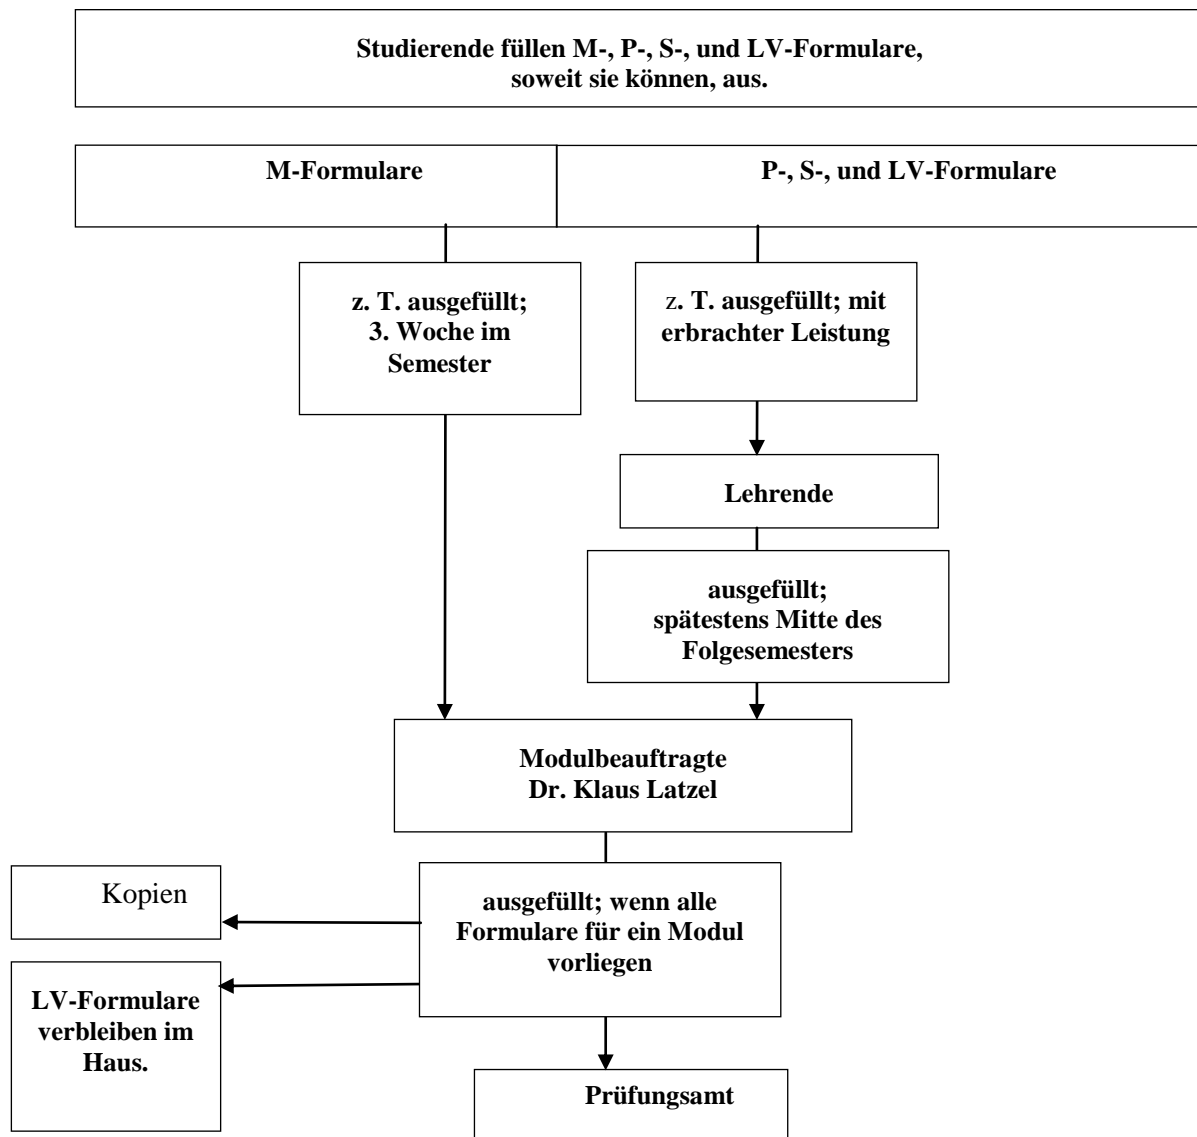 Studierende füllen M-, P-, S-, und LV-Formulare,
soweit sie können, aus.
M-Formulare
P-, S-, und LV-Formulare
z. T. ausgefüllt;
3. Woche im
Semester
z. T. ausgefüllt; mit
erbrachter Leistung
Lehrende
ausgefüllt;
spätestens Mitte des
Folgesemesters
Modulbeauftragte
Dr. Klaus Latzel
Kopien
ausgefüllt; wenn alle
Formulare für ein Modul
vorliegen
LV-Formulare
verbleiben im
Haus.
Prüfungsamt